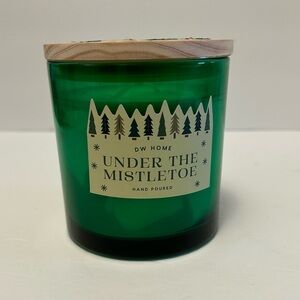 DW HOME
UNDER THE
MISTLETOE
HAND POURED